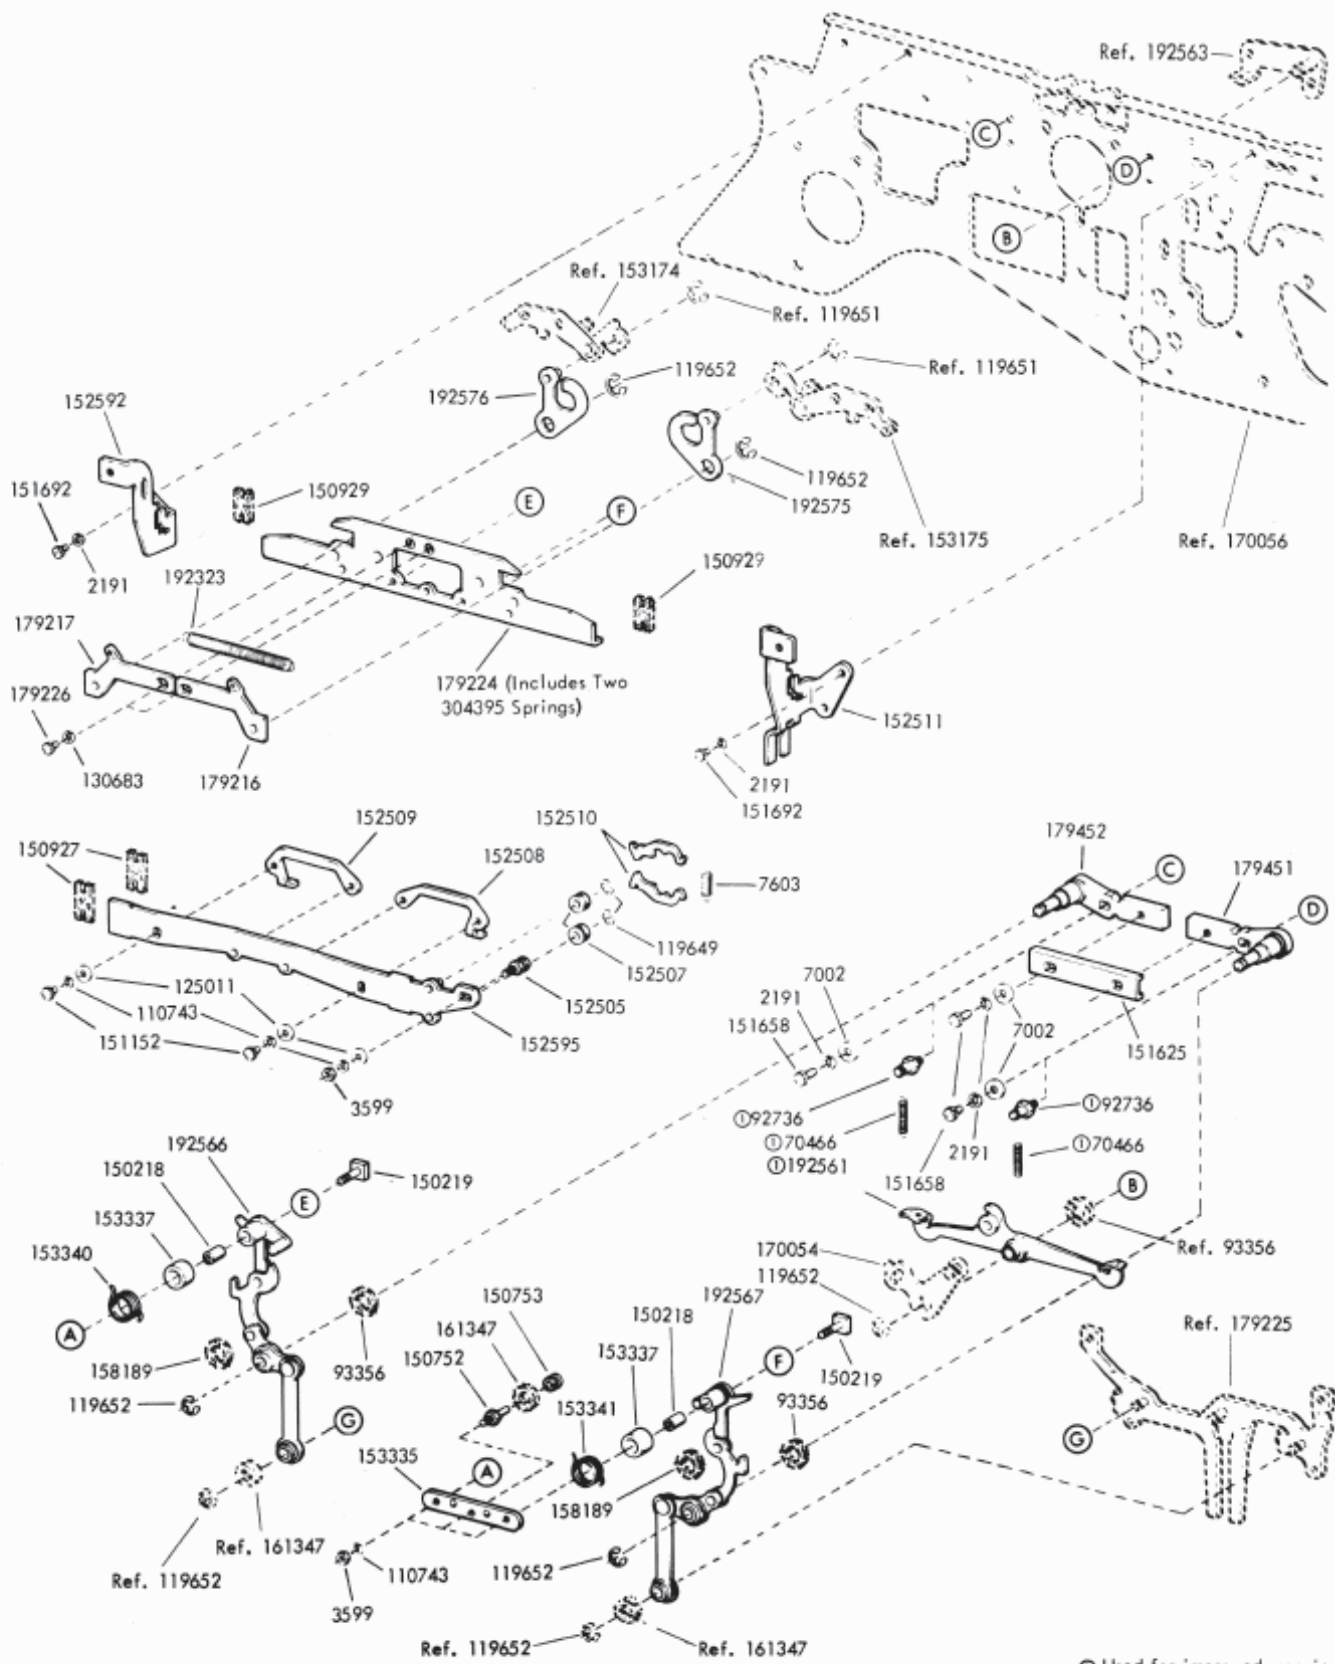 Ref. 192563
C
D
B
Ref. 153174
Ref. 119651
119652
Ref. 119651
192576
152592
119652
192575
151692
150929
E
F
Ref. 153175
Ref. 170056
2191
192323
150929
179217
179224 (Includes Two
304395 Springs)
152511
179226
130683
179216
2191
151692
152509
152510
179452
150927
152508
7603
C
179451
D
119649
152507
125011
152505
7002
110743
2191
7002
151152
152595
151658
151625
3599
①92736
①92736
①70466
2191
①70466
192566
①192561
150218
150219
151658
B
E
153337
170054
Ref. 93356
153340
150753
192567
119652
161347
150218
Ref. 179225
A
150752
153337
F
158189
93356
150219
119652
153341
93356
G
G
153335
A
158189
Ref. 161347
110743
119652
Ref. 119652
3599
Ref. 119652
Ref. 161347